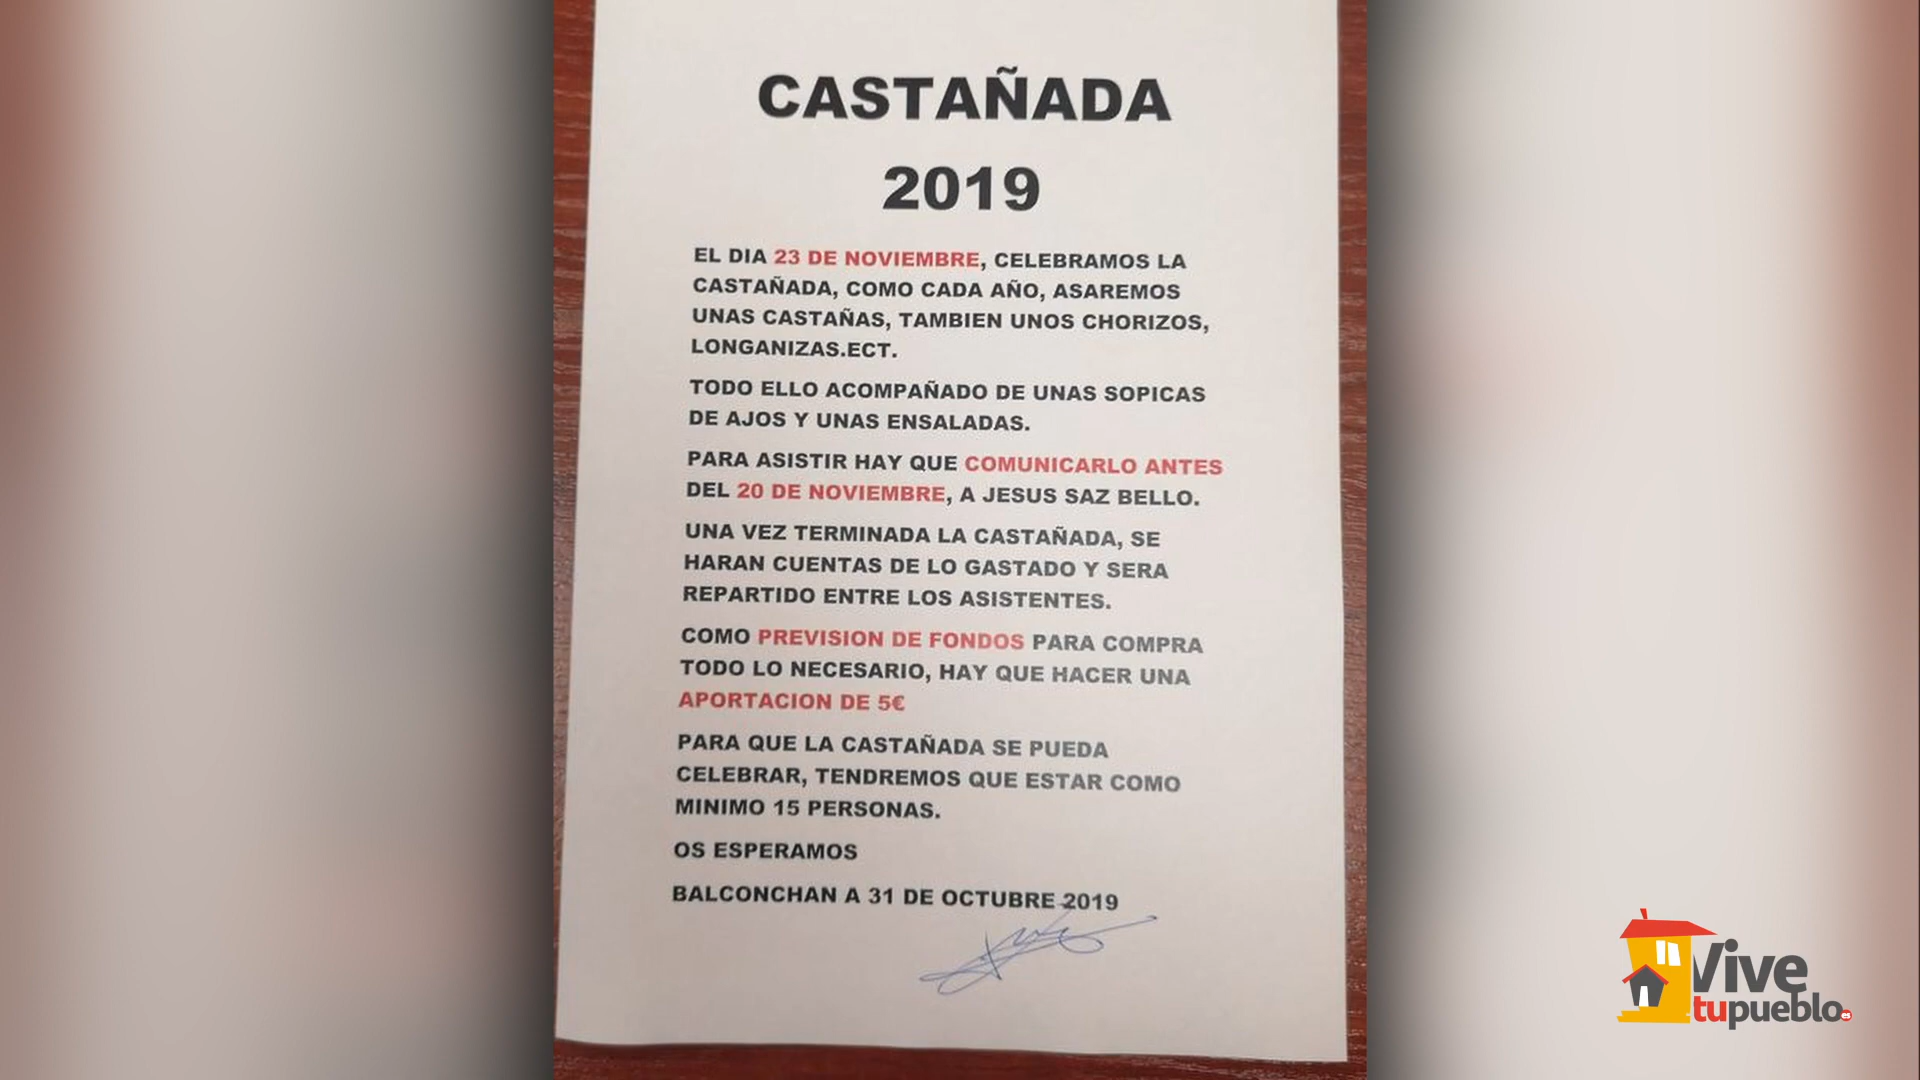 CASTAÑADA
2019
EL DIA 23 DE NOVIEMBRE, CELEBRAMOS LA
CASTAÑADA, COMO CADA AÑO, ASAREMOS
UNAS CASTAÑAS, TAMBIEN UNOS CHORIZOS,
LONGANIZAS.ECT.
TODO ELLO ACOMPAÑADO DE UNAS SOPICAS
DE AJOS Y UNAS ENSALADAS.
PARA ASISTIR HAY QUE COMUNICARLO ANTES
DEL 20 DE NOVIEMBRE, A JESUS SAZ BELLO.
UNA VEZ TERMINADA LA CASTAÑADA, SE
HARAN CUENTAS DE LO GASTADO Y SERA
REPARTIDO ENTRE LOS ASISTENTES.
COMO PREVISION DE FONDOS PARA COMPRA
TODO LO NECESARIO, HAY QUE HACER UNA
APORTACION DE 5€
PARA QUE LA CASTAÑADA SE PUEDA
CELEBRAR, TENDREMOS QUE ESTAR COMO
MINIMO 15 PERSONAS.
OS ESPERAMOS
BALCONCHAN A 31 DE OCTUBRE 2019
Vive
tupueblo.es